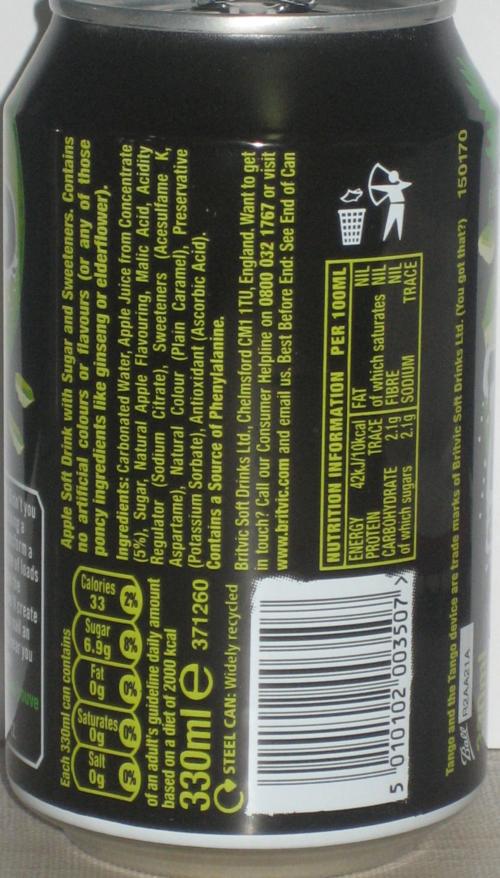 Apple Soft Drink with Sugar and Sweeteners. Contains
no artificial colours or flavours (or any of those
poncy ingredients like ginseng or elderflower).
Ingredients: Carbonated Water, Apple Juice from Concentrate
(5%), Sugar, Natural Apple Flavouring, Malic Acid, Acidity
Regulator (Sodium Citrate), Sweeteners (Acesulfame K,
Aspartame), Natural Colour (Plain Caramel), Preservative
(Potassium Sorbate), Antioxidant (Ascorbic Acid).
Contains a Source of Phenylalanine.
Britvic Soft Drinks Ltd., Chelmsford CM1 1TU, England. Want to get
in touch? Call our Consumer Helpline on 0800 032 1767 or visit
www.britvic.com and email us. Best Before End: See End of Can
NUTRITION INFORMATION PER 100ML
ENERGY 42kJ/10kcal FAT NIL
PROTEIN TRACE of which saturates NIL
CARBOHYDRATE 2.1g FIBRE NIL
of which sugars 2.1g SODIUM TRACE
Tango and the Tango device are trade marks of Britvic Soft Drinks Ltd. (You got that?) 150170
Each 330ml can contains
Calories 33 2%
Sugar 6.9g 8%
Fat 0g 0%
Saturates 0g 0%
Salt 0g 0%
of an adult's guideline daily amount
based on a diet of 2000 kcal
330ml e 371260
STEEL CAN: Widely recycled
5 010102 003507 >
Ball R2AA21A